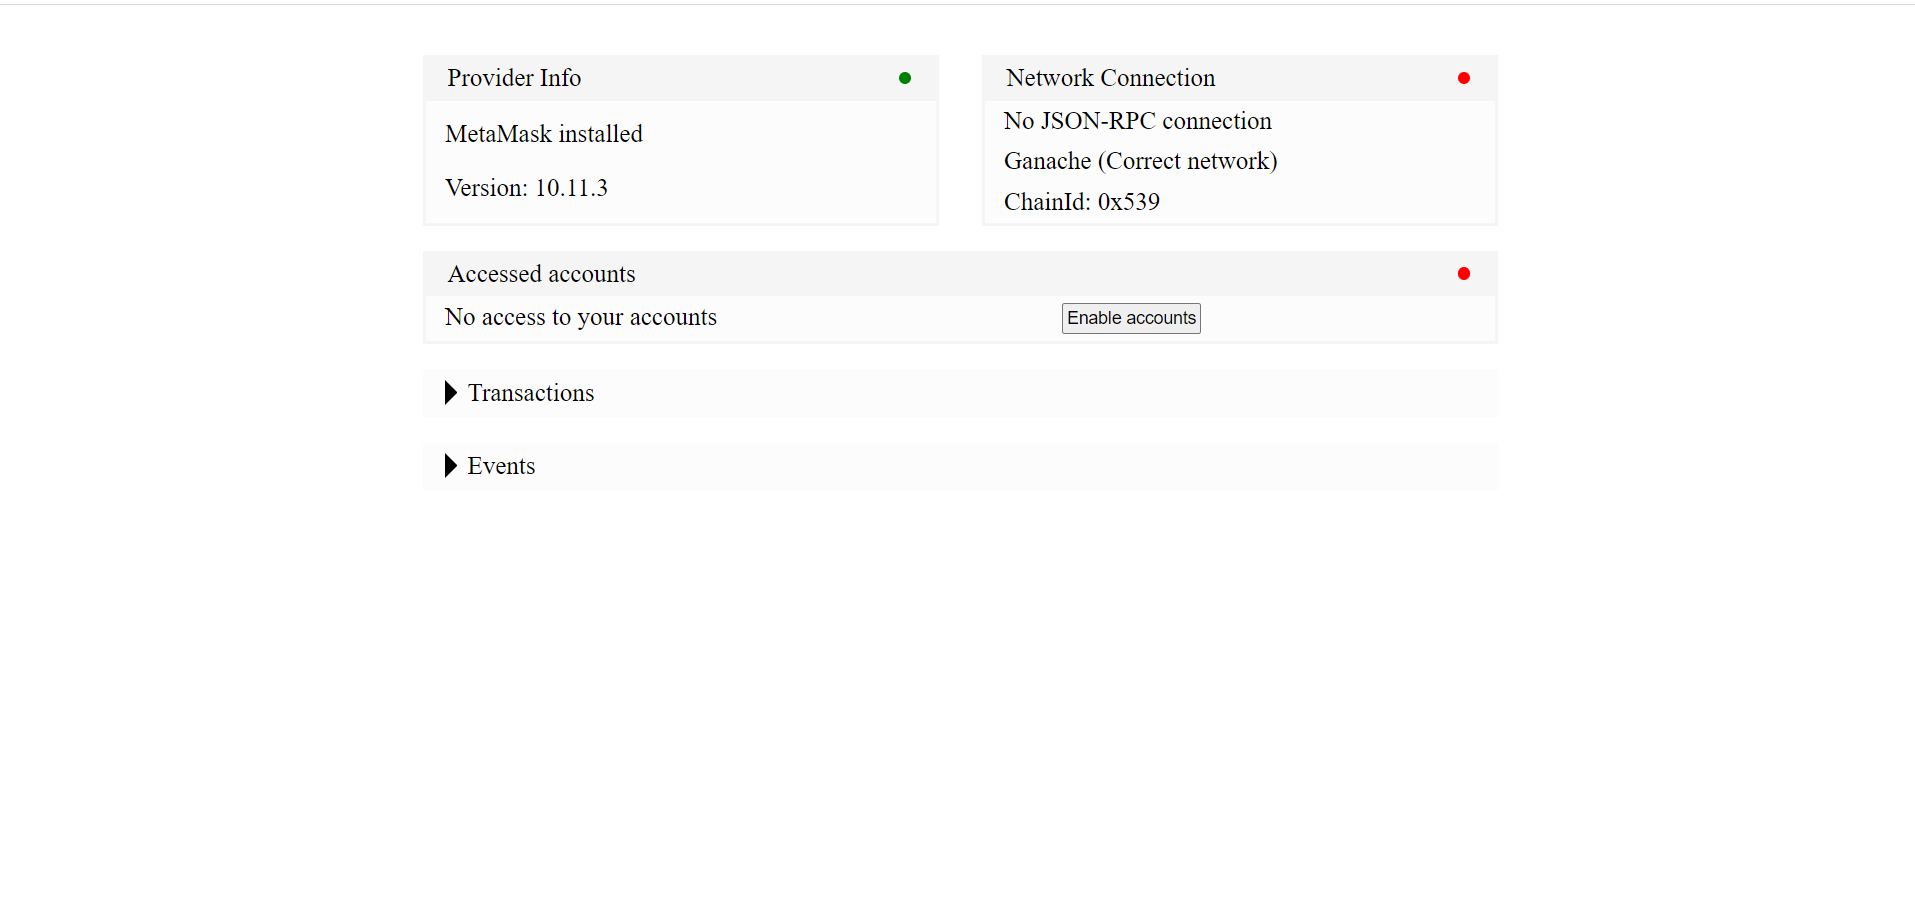 Provider Info
MetaMask installed
Version: 10.11.3
Network Connection
No JSON-RPC connection
Ganache (Correct network)
ChainId: 0x539
Accessed accounts
No access to your accounts
Enable accounts
Transactions
Events